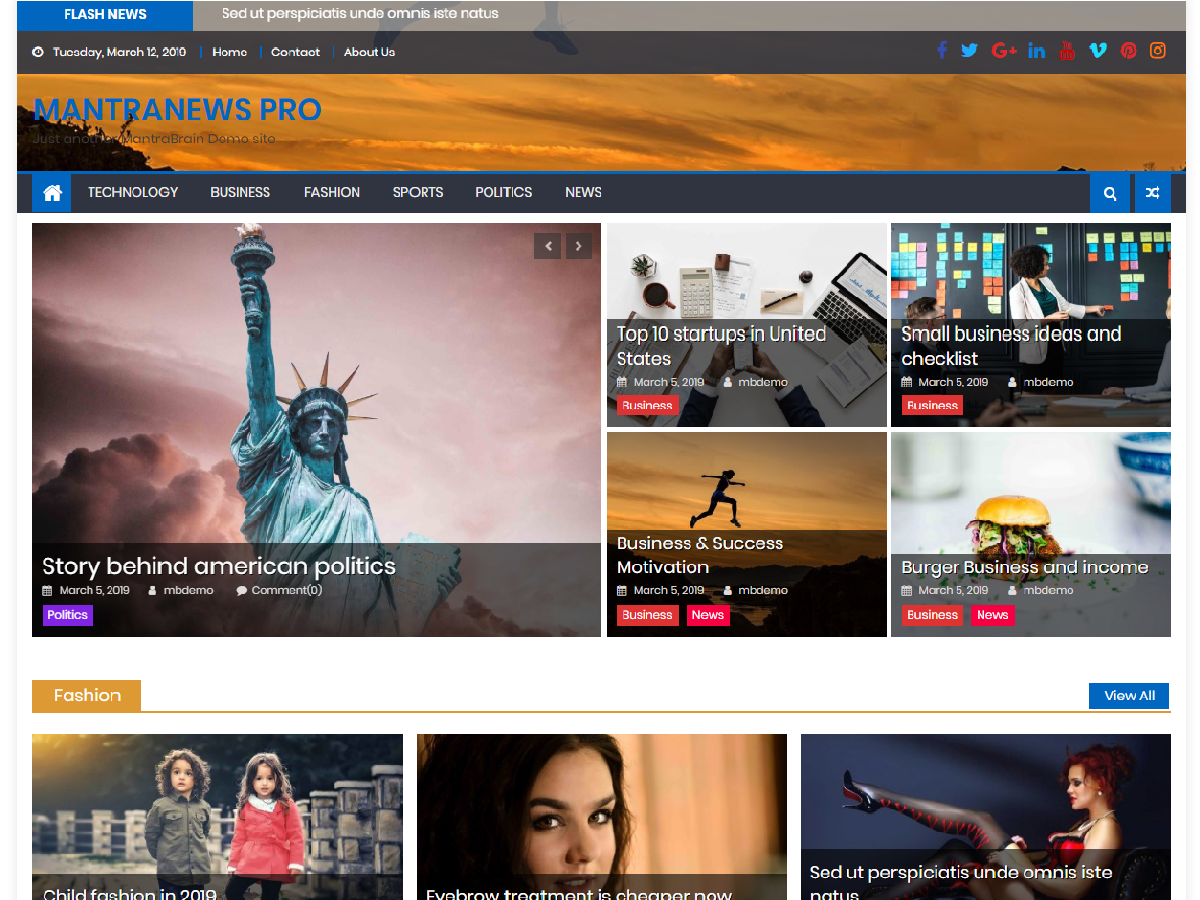 FLASH NEWS
Sed ut perspiciatis unde omnis iste natus
Tuesday, March 12, 2019
Home
Contact
About Us
MANTRANEWS PRO
Just another MantraBrain Demo site
TECHNOLOGY
BUSINESS
FASHION
SPORTS
POLITICS
NEWS
Story behind american politics
March 5, 2019 mbdemo Comment(0)
Politics
Top 10 startups in United
States
March 5, 2019 mbdemo
Business
Small business ideas and
checklist
March 5, 2019 mbdemo
Business
Business & Success
Motivation
March 5, 2019 mbdemo
Business News
Burger Business and income
March 5, 2019 mbdemo
Business News
Fashion
View All
Child fashion in 2019
Eyebrow treatment is cheaper now
Sed ut perspiciatis unde omnis iste
natus